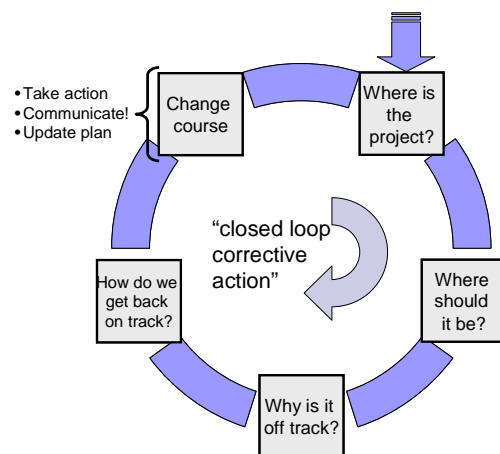 • Take action
• Communicate!
• Update plan
Change
course
Where is
the
project?
“closed loop
corrective
action”
How do we
get back
on track?
Where
should
it be?
Why is it
off track?